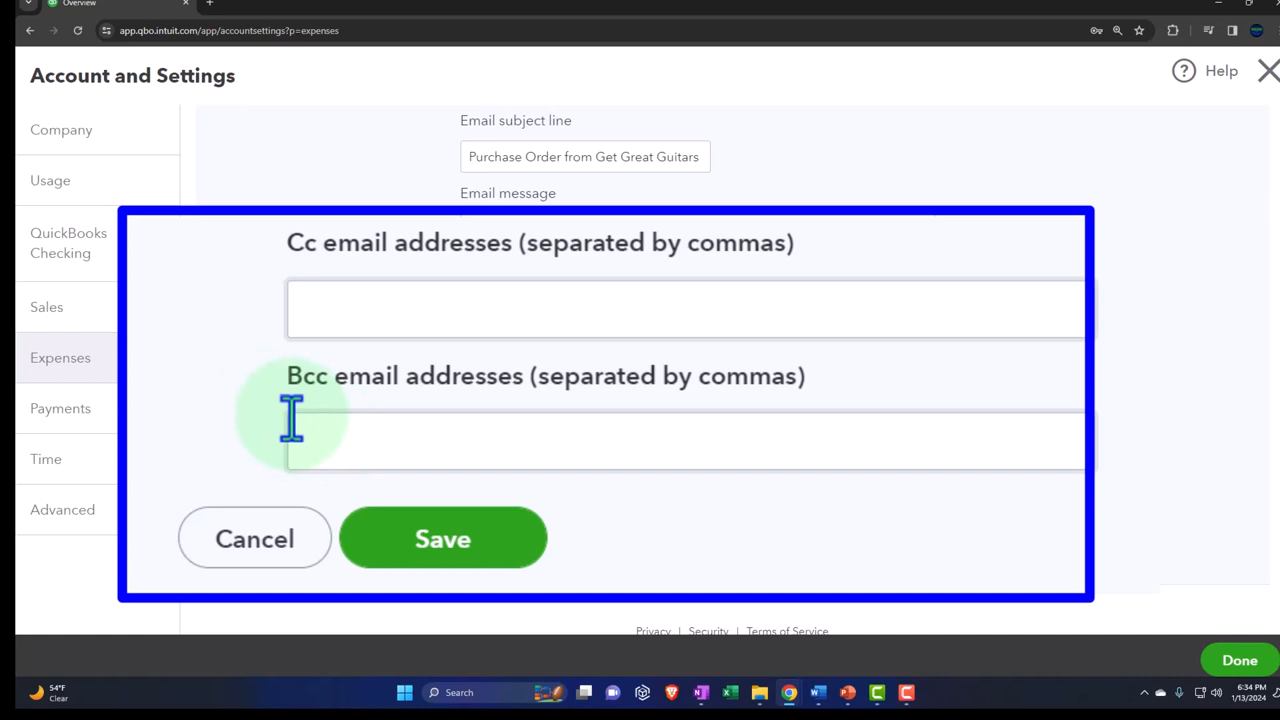 Overview
app.qbo.intuit.com/app/accountsettings?p=expenses
Account and Settings
Help
Company
Usage
QuickBooks
Checking
Sales
Expenses
Payments
Time
Advanced
Email subject line
Purchase Order from Get Great Guitars
Email message
Cc email addresses (separated by commas)
Bcc email addresses (separated by commas)
Cancel
Save
Privacy | Security | Terms of Service
Done
54°F
Clear
Search
6:34 PM
1/13/2024